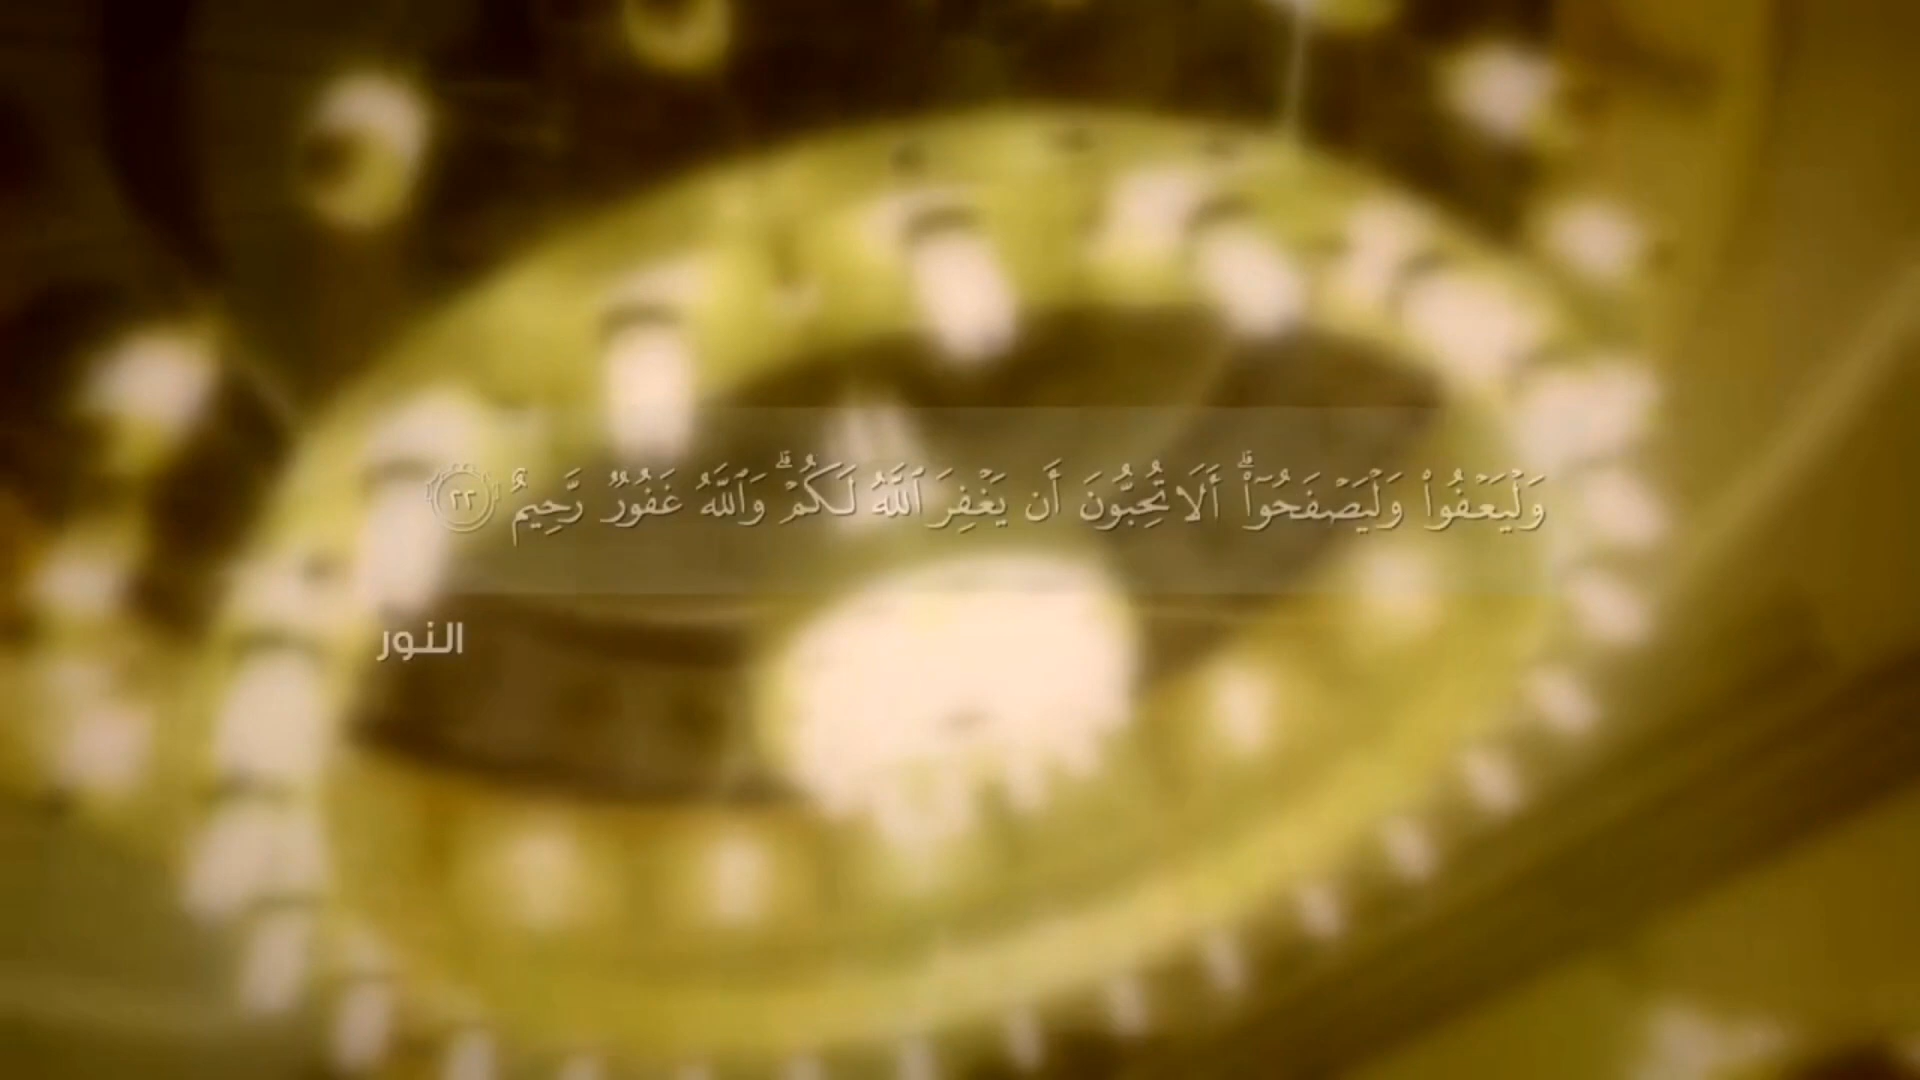 وَلْيَعْفُوا۟ وَلْيَصْفَحُوٓا۟ ۗ أَلَا تُحِبُّونَ أَن يَغْفِرَ ٱللَّهُ لَكُمْ ۗ وَٱللَّهُ غَفُورٌ رَّحِيمٌ ٢٢
النور